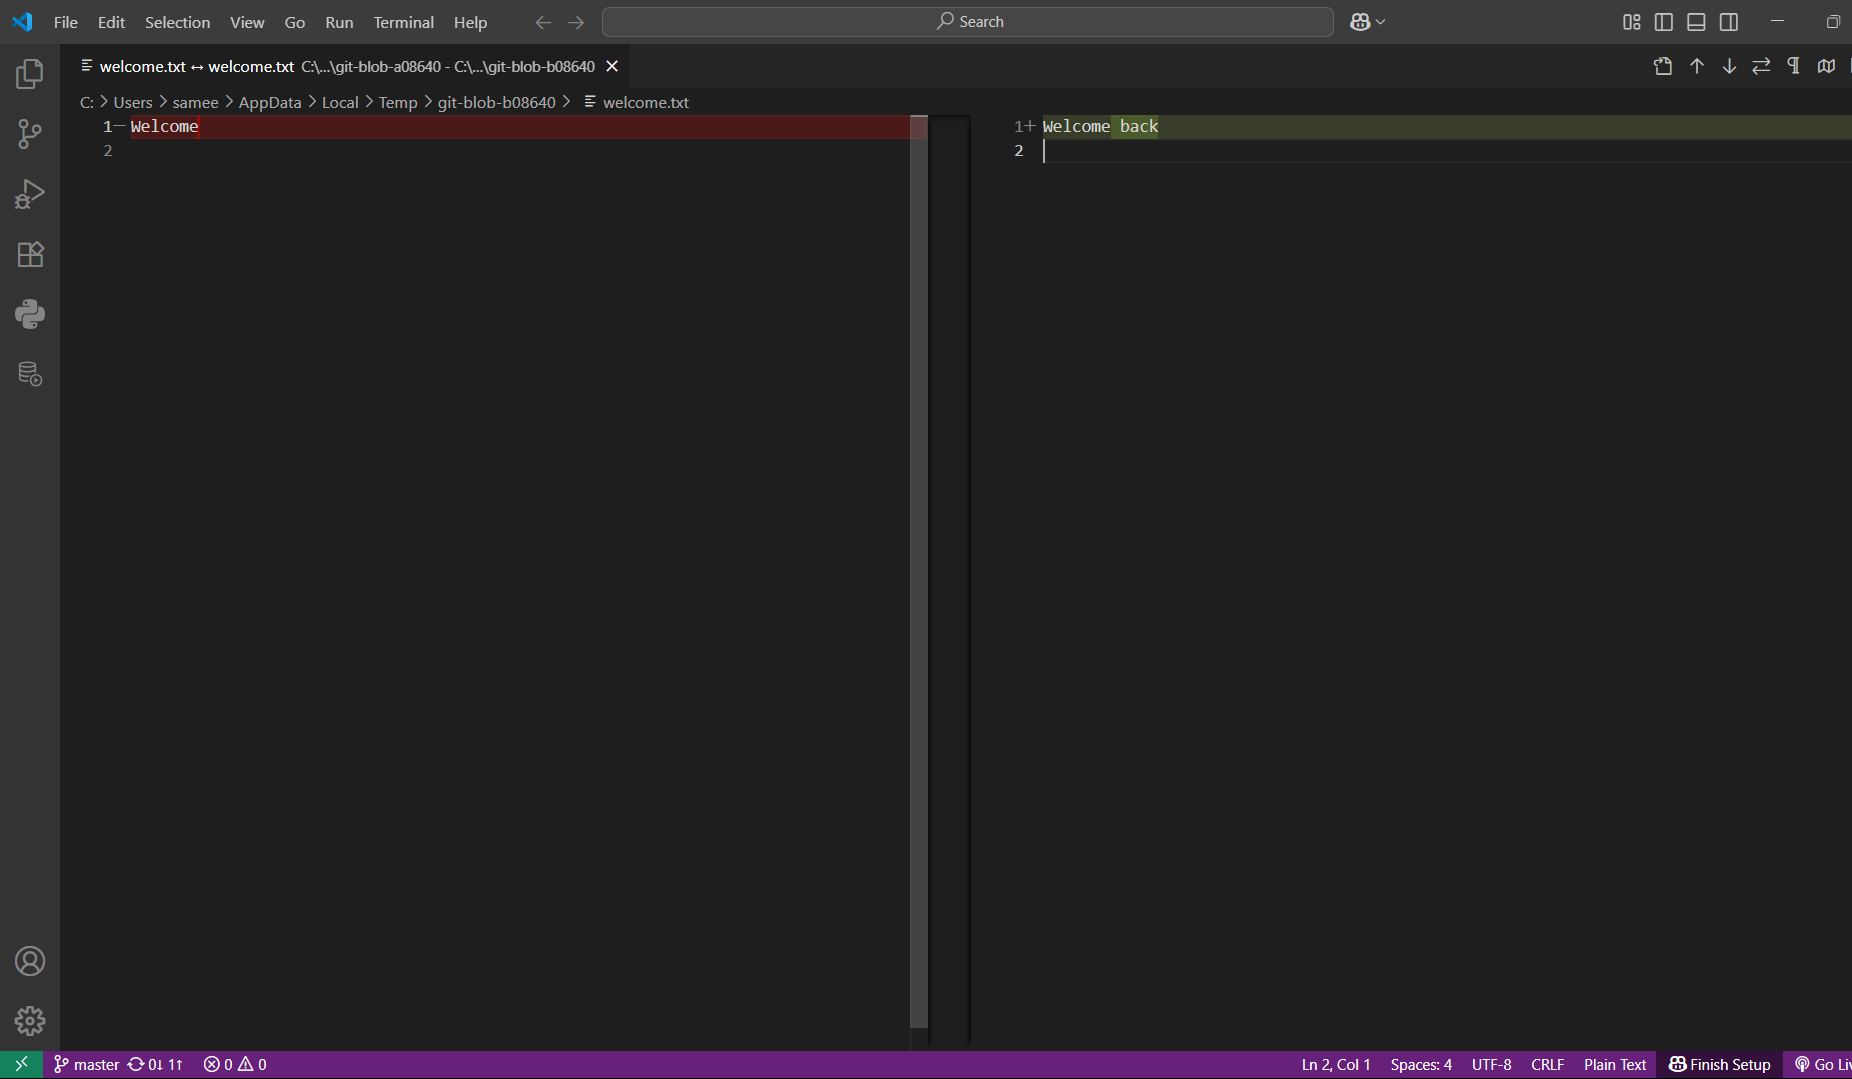 File Edit Selection View Go Run Terminal Help Search
welcome.txt ↔ welcome.txt C:\...\git-blob-a08640 - C:\...\git-blob-b08640
C: > Users > samee > AppData > Local > Temp > git-blob-b08640 > welcome.txt
1— Welcome
2
1+ Welcome back
2
master 0↓ 1↑ 0 0 Ln 2, Col 1 Spaces: 4 UTF-8 CRLF Plain Text Finish Setup Go Liv